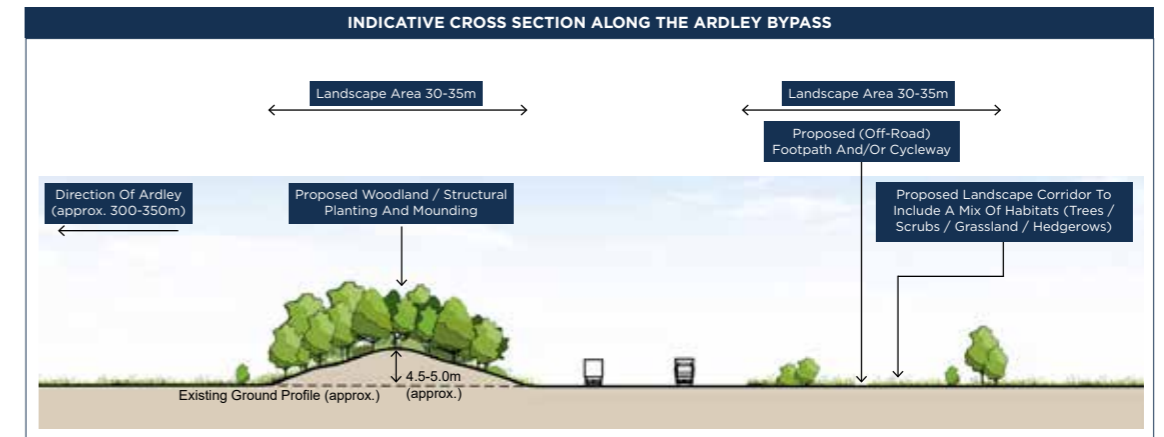 INDICATIVE CROSS SECTION ALONG THE ARDLEY BYPASS
Landscape Area 30-35m
Landscape Area 30-35m
Proposed (Off-Road)
Footpath And/Or Cycleway
Direction Of Ardley
(approx. 300-350m)
Proposed Woodland / Structural
Planting And Mounding
Proposed Landscape Corridor To
Include A Mix Of Habitats (Trees /
Scrubs / Grassland / Hedgerows)
4.5-5.0m
(approx.)
Existing Ground Profile (approx.)